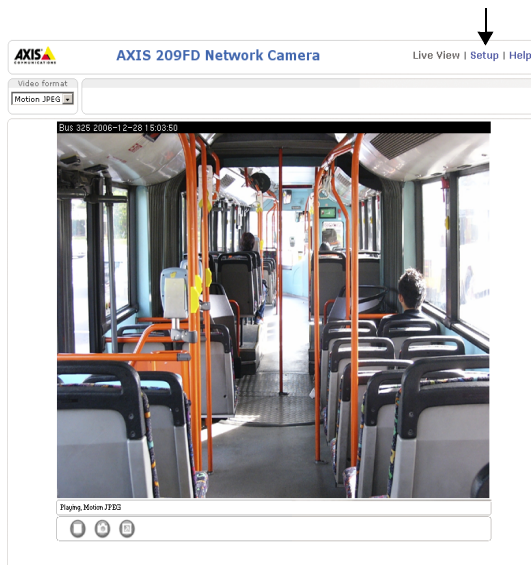 AXIS
COMMUNICATIONS
AXIS 209FD Network Camera
Live View | Setup | Help
Video format
Motion JPEG
Bus 325 2006-12-28 15:03:50
Playing, Motion JPEG